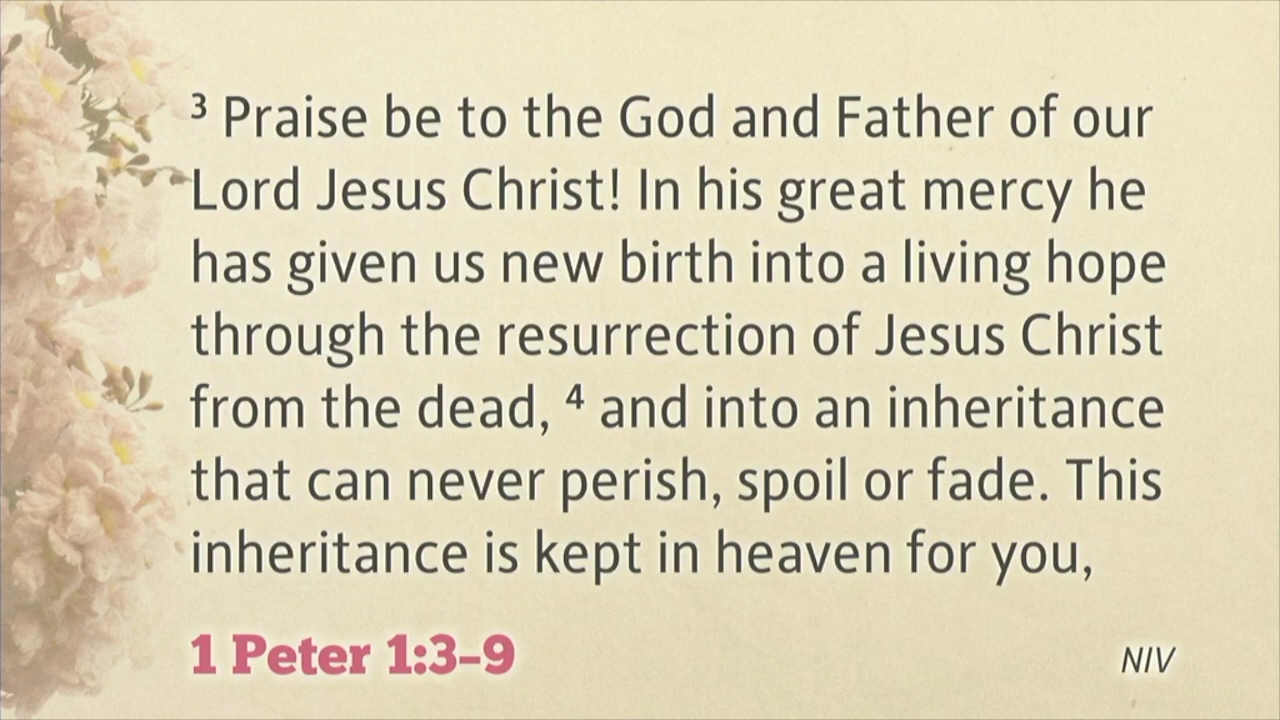 ³ Praise be to the God and Father of our
Lord Jesus Christ! In his great mercy he
has given us new birth into a living hope
through the resurrection of Jesus Christ
from the dead, ⁴ and into an inheritance
that can never perish, spoil or fade. This
inheritance is kept in heaven for you,
1 Peter 1:3–9
NIV